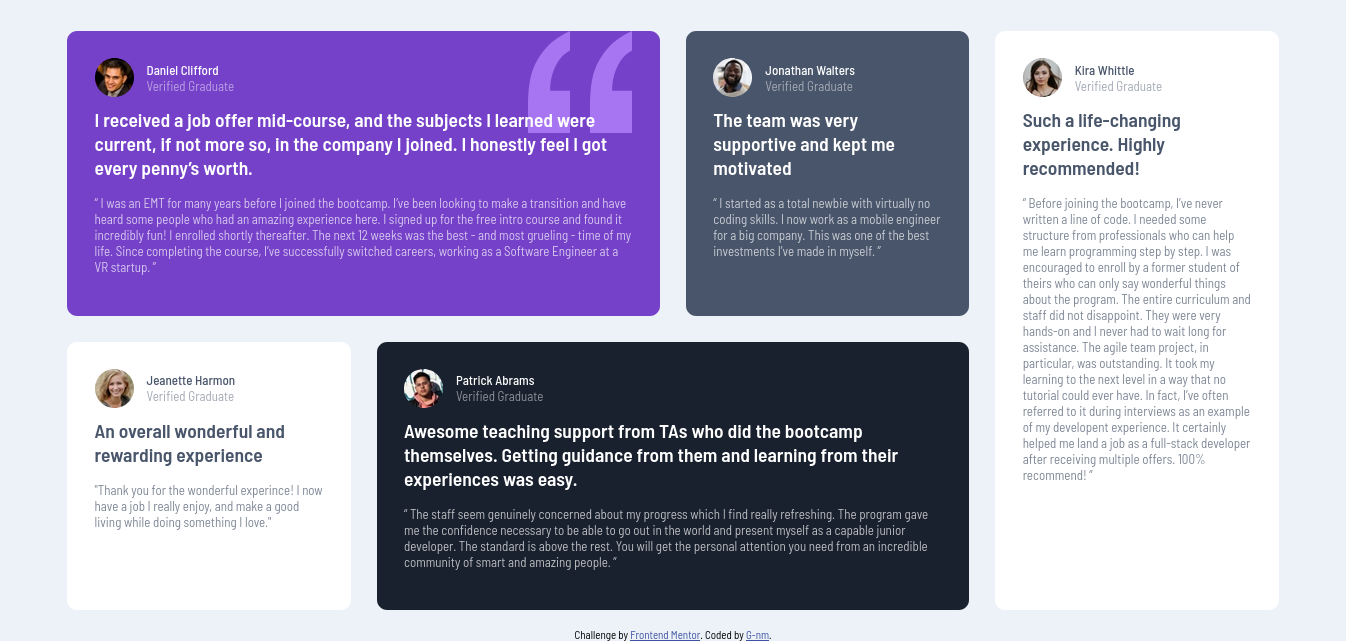 Daniel Clifford
Verified Graduate
I received a job offer mid-course, and the subjects I learned were
current, if not more so, in the company I joined. I honestly feel I got
every penny’s worth.
“ I was an EMT for many years before I joined the bootcamp. I’ve been looking to make a transition and have
heard some people who had an amazing experience here. I signed up for the free intro course and found it
incredibly fun! I enrolled shortly thereafter. The next 12 weeks was the best - and most grueling - time of my
life. Since completing the course, I’ve successfully switched careers, working as a Software Engineer at a
VR startup. ”
Jonathan Walters
Verified Graduate
The team was very
supportive and kept me
motivated
“ I started as a total newbie with virtually no
coding skills. I now work as a mobile engineer
for a big company. This was one of the best
investments I’ve made in myself. ”
Kira Whittle
Verified Graduate
Such a life-changing
experience. Highly
recommended!
“ Before joining the bootcamp, I’ve never
written a line of code. I needed some
structure from professionals who can help
me learn programming step by step. I was
encouraged to enroll by a former student of
theirs who can only say wonderful things
about the program. The entire curriculum and
staff did not disappoint. They were very
hands-on and I never had to wait long for
assistance. The agile team project, in
particular, was outstanding. It took my
learning to the next level in a way that no
tutorial could ever have. In fact, I’ve often
referred to it during interviews as an example
of my developent experience. It certainly
helped me land a job as a full-stack developer
after receiving multiple offers. 100%
recommend! ”
Jeanette Harmon
Verified Graduate
An overall wonderful and
rewarding experience
"Thank you for the wonderful experince! I now
have a job I really enjoy, and make a good
living while doing something I love."
Patrick Abrams
Verified Graduate
Awesome teaching support from TAs who did the bootcamp
themselves. Getting guidance from them and learning from their
experiences was easy.
“ The staff seem genuinely concerned about my progress which I find really refreshing. The program gave
me the confidence necessary to be able to go out in the world and present myself as a capable junior
developer. The standard is above the rest. You will get the personal attention you need from an incredible
community of smart and amazing people. ”
Challenge by Frontend Mentor. Coded by G-nm.